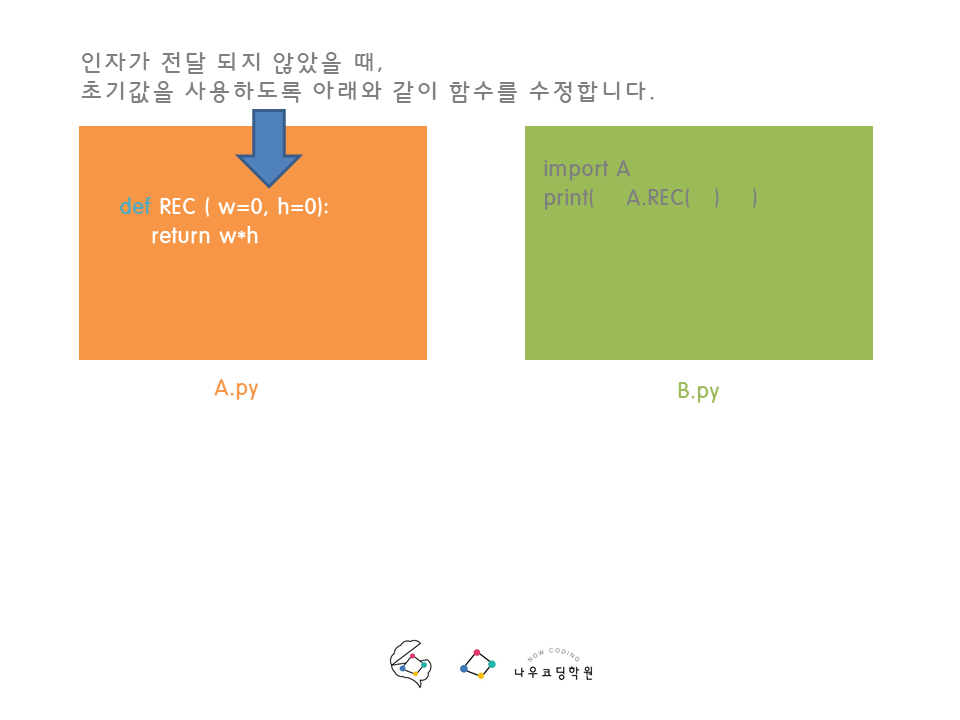 인자가 전달 되지 않았을 때,
초기값을 사용하도록 아래와 같이 함수를 수정합니다.
def REC ( w=0, h=0):
return w*h
A.py
import A
print( A.REC( ) )
B.py
NOW CODING
나우코딩학원